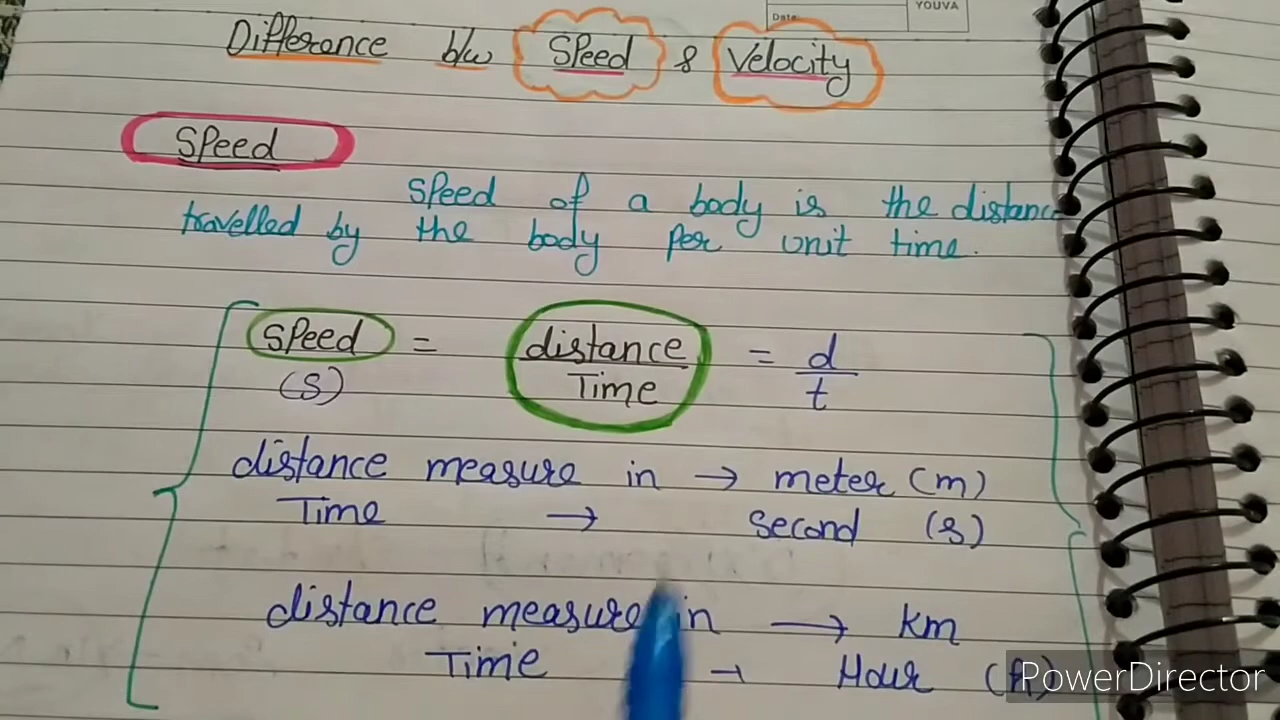 YOUVA
Date:
Difference b/w Speed & Velocity
Speed
Speed of a body is the distance
travelled by the body per unit time.
Speed = distance / Time = d / t
(S)
distance measure in → meter (m)
Time → Second (s)
distance measure in → km
Time → Hour (h)
PowerDirector